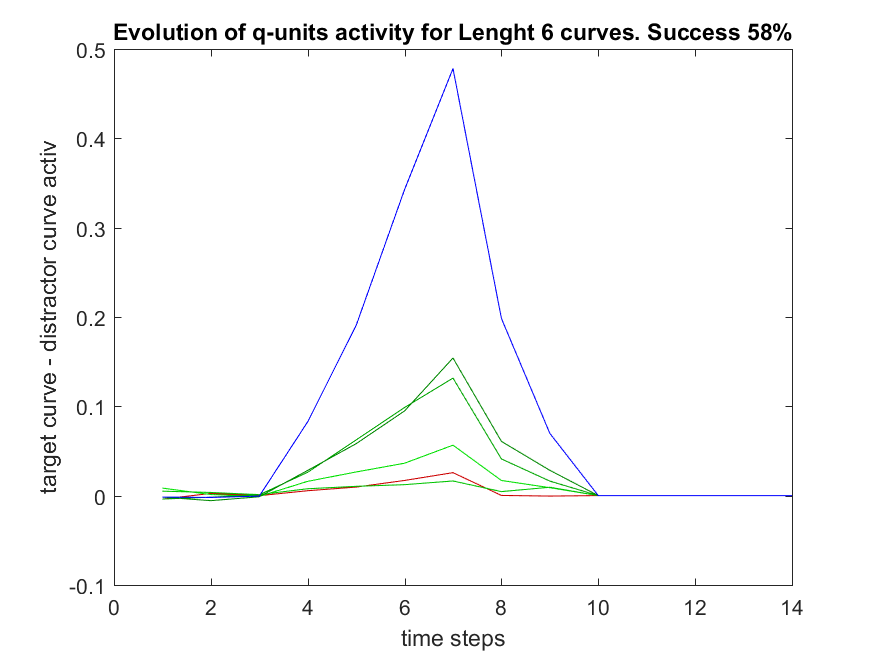 Evolution of q-units activity for Lenght 6 curves. Success 58%
0.5
0.4
0.3
0.2
0.1
0
-0.1
target curve - distractor curve activ
0 2 4 6 8 10 12 14
time steps